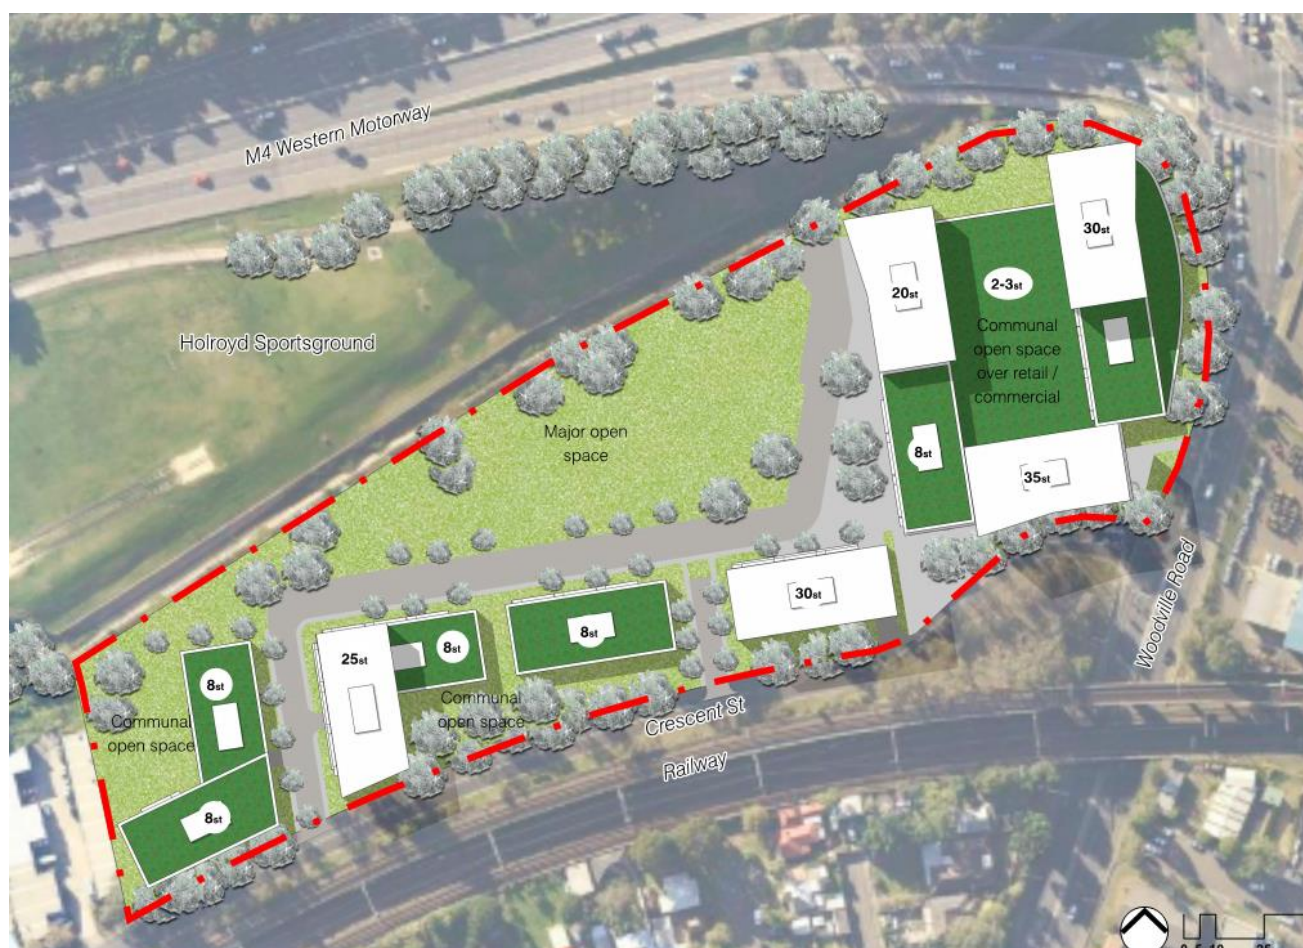 M4 Western Motorway
30st
2-3st
20st
Communal
open space
over retail /
commercial
Holroyd Sportsground
Major open
space
8st
35st
Woodville Road
30st
8st
8st
25st
8st
Communal
open space
Communal
open space
Crescent St
Railway
8st